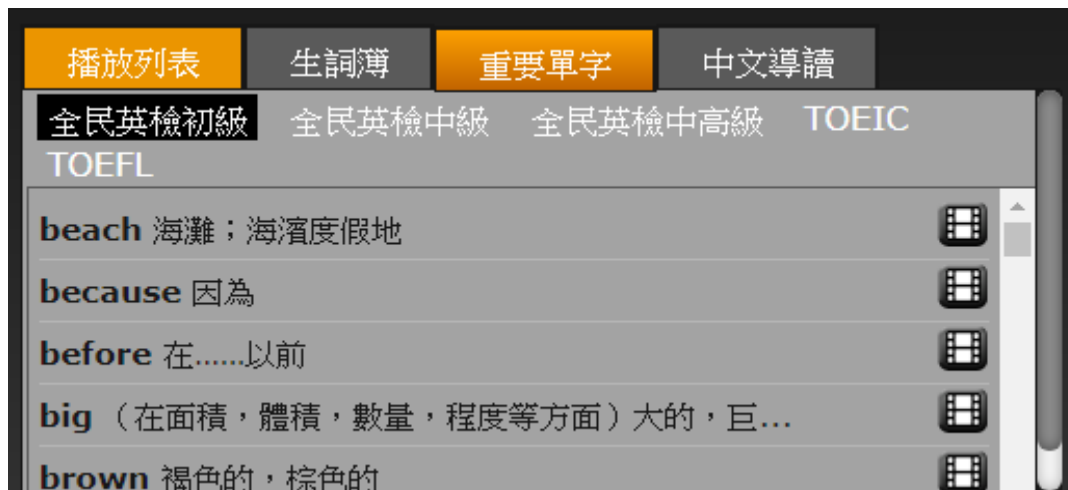 播放列表 生詞簿 重要單字 中文導讀
全民英檢初級 全民英檢中級 全民英檢中高級 TOEIC
TOEFL
beach 海灘；海濱度假地
because 因為
before 在......以前
big （在面積，體積，數量，程度等方面）大的，巨...
brown 褐色的，棕色的